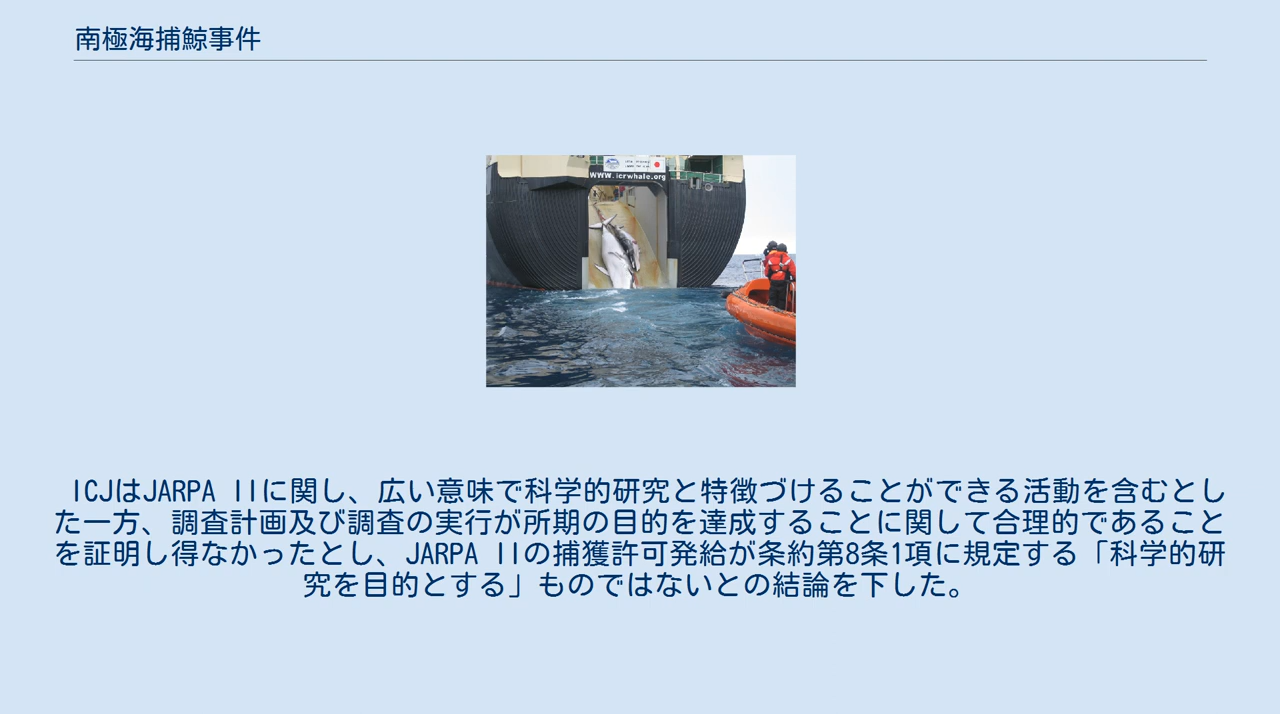 南極海捕鯨事件
WWW.icrwhale.org
ICJはJARPA IIに関し、広い意味で科学的研究と特徴づけることができる活動を含むとし
た一方、調査計画及び調査の実行が所期の目的を達成することに関して合理的であること
を証明し得なかったとし、JARPA IIの捕獲許可発給が条約第8条1項に規定する「科学的研
究を目的とする」ものではないとの結論を下した。